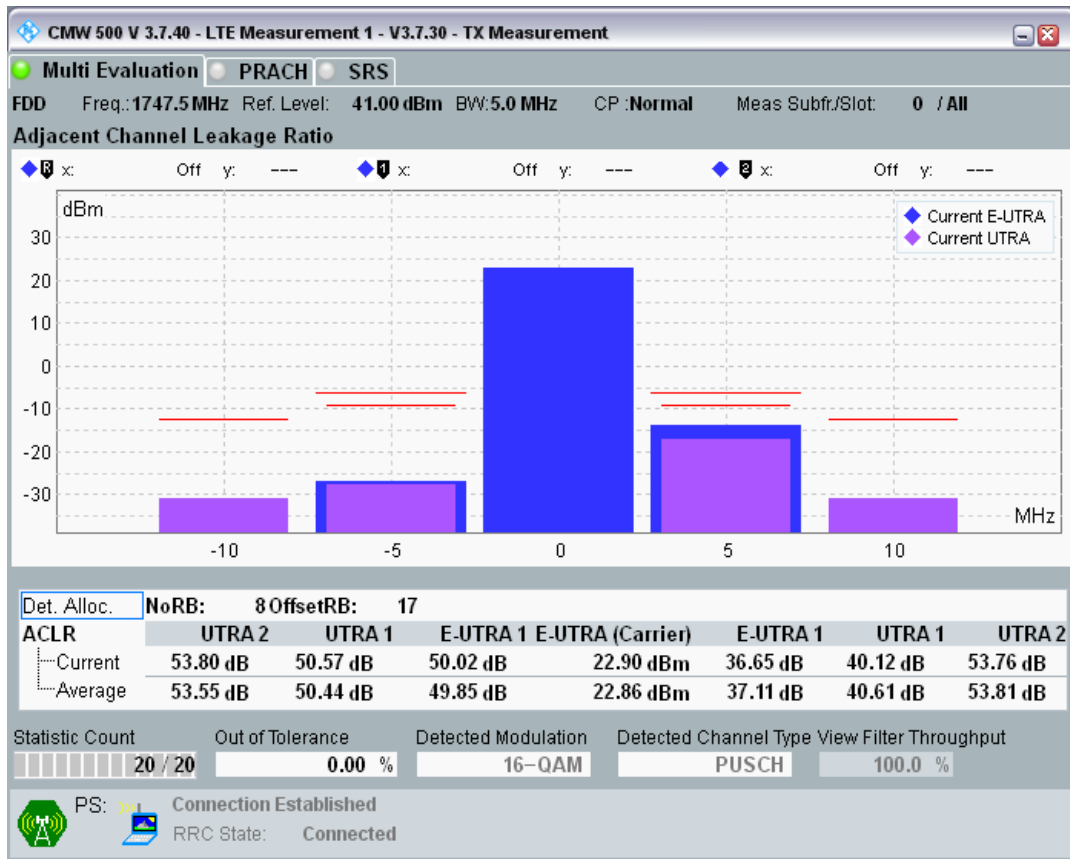 CMW 500 V 3.7.40 - LTE Measurement 1 - V3.7.30 - TX Measurement
Multi Evaluation PRACH SRS
FDD Freq.:1747.5 MHz Ref. Level: 41.00 dBm BW:5.0 MHz CP :Normal Meas Subfr./Slot: 0 / All
Adjacent Channel Leakage Ratio
R x: Off y: --- 1 x: Off y: --- 2 x: Off y: ---
dBm
Current E-UTRA
Current UTRA
30
20
10
0
-10
-20
-30
MHz
-10 -5 0 5 10
Det. Alloc. NoRB: 8 OffsetRB: 17
ACLR UTRA 2 UTRA 1 E-UTRA 1 E-UTRA (Carrier) E-UTRA 1 UTRA 1 UTRA 2
Current 53.80 dB 50.57 dB 50.02 dB 22.90 dBm 36.65 dB 40.12 dB 53.76 dB
Average 53.55 dB 50.44 dB 49.85 dB 22.86 dBm 37.11 dB 40.61 dB 53.81 dB
Statistic Count Out of Tolerance Detected Modulation Detected Channel Type View Filter Throughput
20 / 20 0.00 % 16-QAM PUSCH 100.0 %
PS: Connection Established
RRC State: Connected